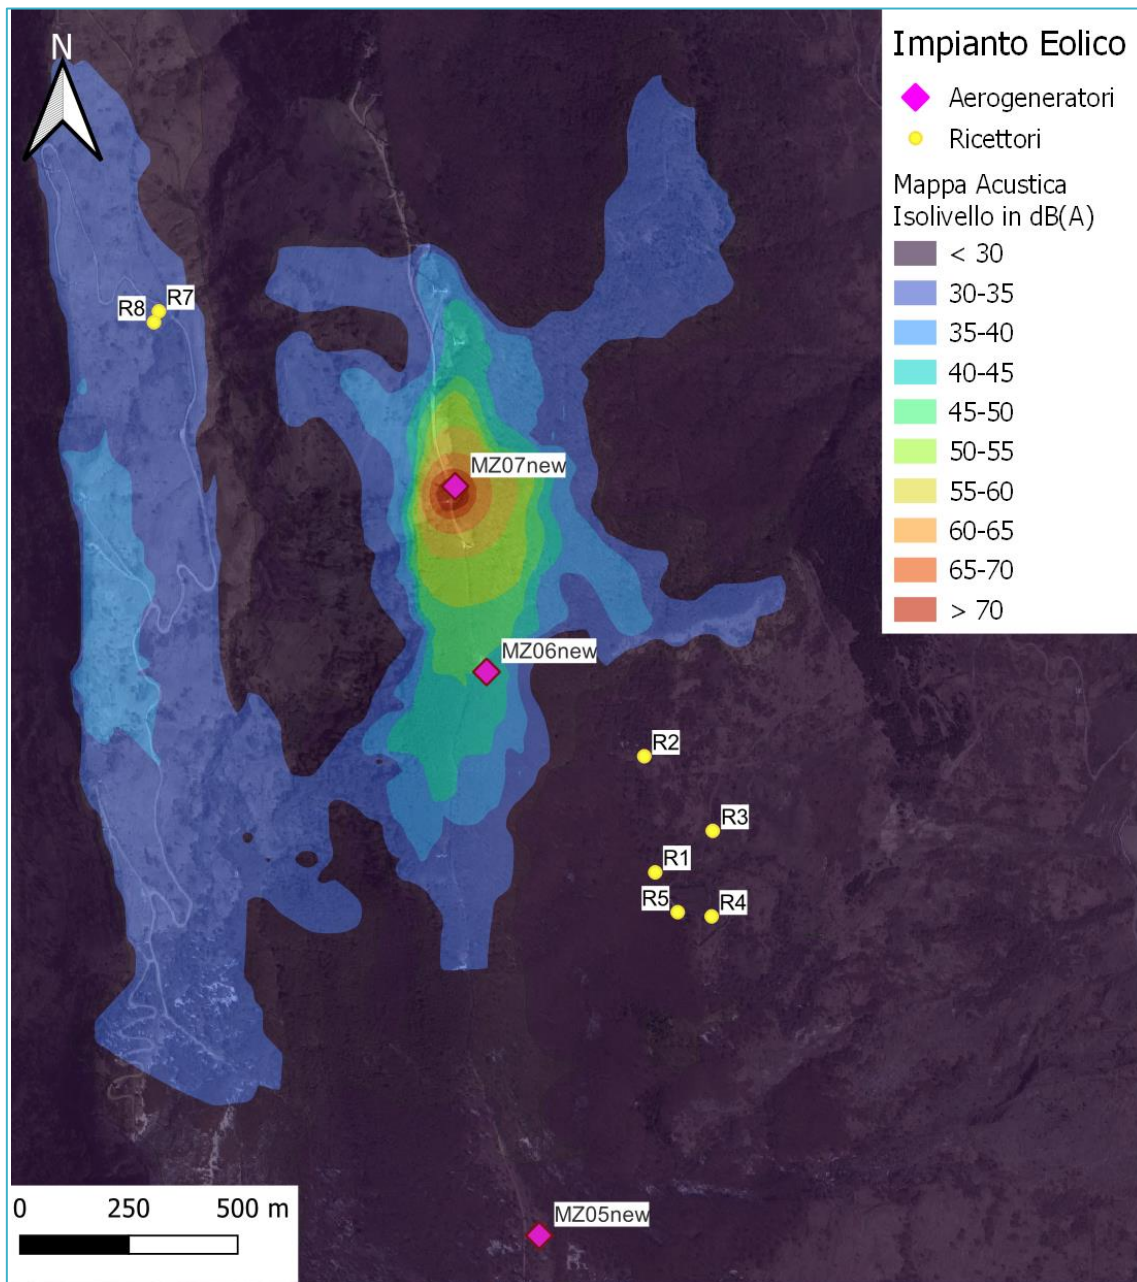 N
Impianto Eolico
Aerogeneratori
Ricettori
Mappa Acustica
Isolivello in dB(A)
< 30
30-35
35-40
40-45
45-50
50-55
55-60
60-65
65-70
> 70
R7
R8
MZ07new
MZ06new
R2
R3
R1
R5
R4
MZ05new
0 250 500 m